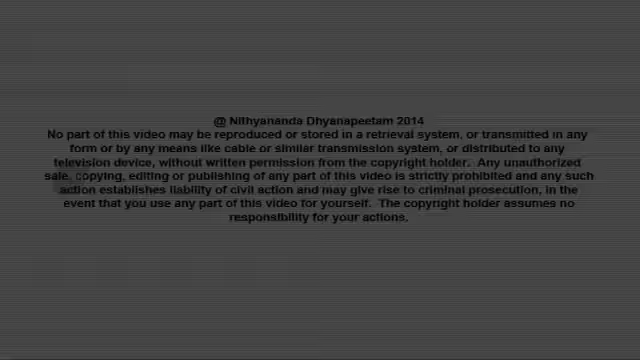 @ Nithyananda Dhyanapeetam 2014
No part of this video may be reproduced or stored in a retrieval system, or transmitted in any
form or by any means like cable or similar transmission system, or distributed to any
television device, without written permission from the copyright holder. Any unauthorized
sale, copying, editing or publishing of any part of this video is strictly prohibited and any such
action establishes liability of civil action and may give rise to criminal prosecution, in the
event that you use any part of this video for yourself. The copyright holder assumes no
responsibility for your actions.